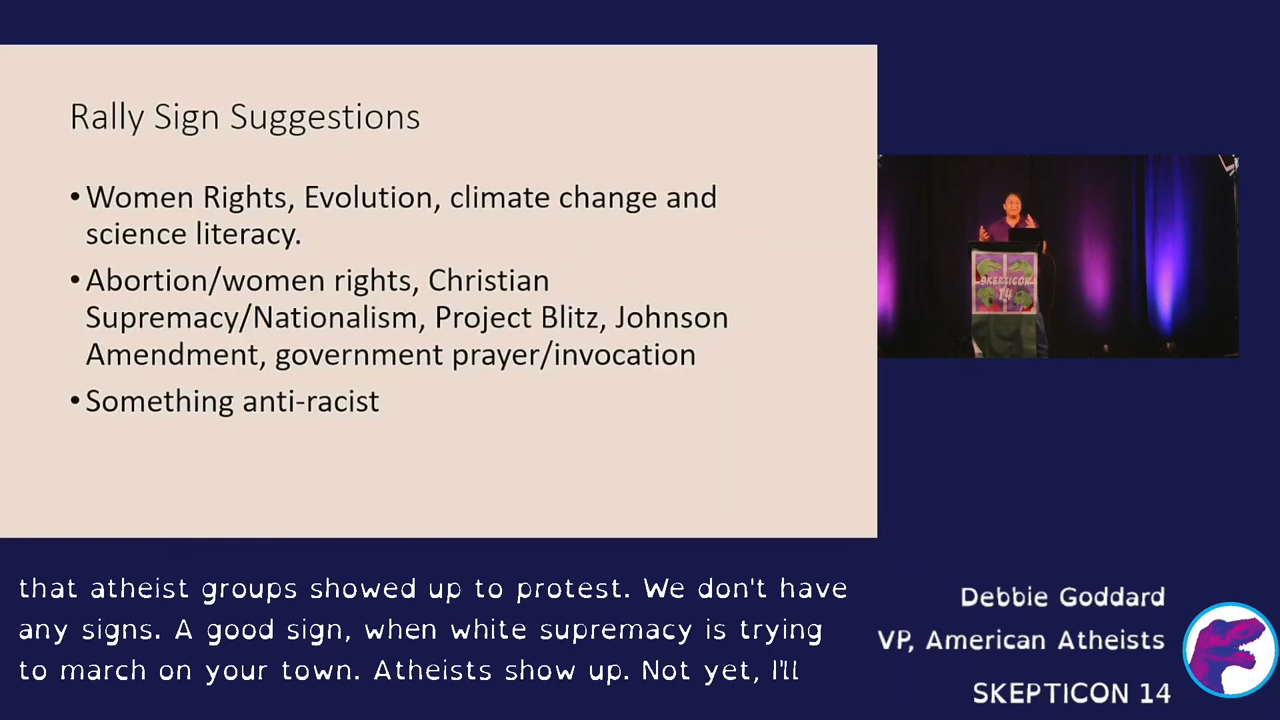 Rally Sign Suggestions
• Women Rights, Evolution, climate change and
science literacy.
• Abortion/women rights, Christian
Supremacy/Nationalism, Project Blitz, Johnson
Amendment, government prayer/invocation
• Something anti-racist
SKEPTICON
14
that atheist groups showed up to protest. We don't have
any signs. A good sign, when white supremacy is trying
to march on your town. Atheists show up. Not yet, I'll
Debbie Goddard
VP, American Atheists
SKEPTICON 14